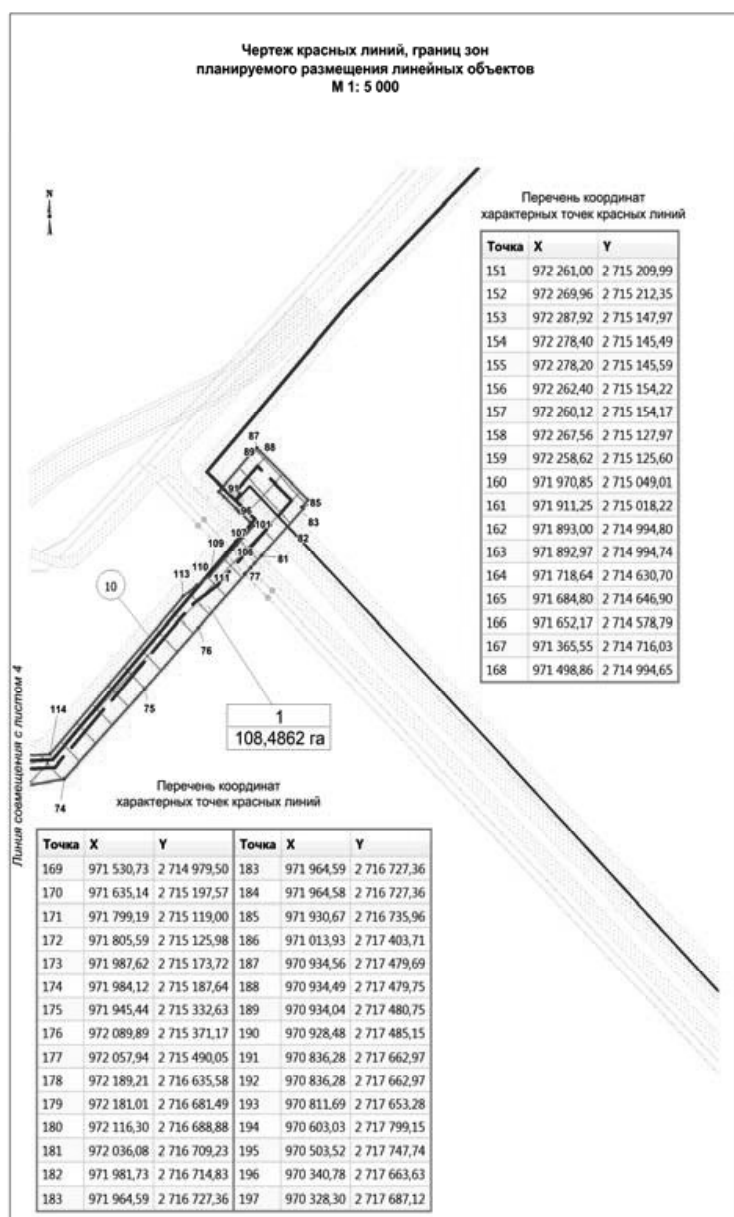 Чертеж красных линий, границ зон
планируемого размещения линейных объектов
М 1: 5 000
N
Перечень координат
характерных точек красных линий
Точка X Y
151 972 261,00 2 715 209,99
152 972 269,96 2 715 212,35
153 972 287,92 2 715 147,97
154 972 278,40 2 715 145,49
155 972 278,20 2 715 145,59
156 972 262,40 2 715 154,22
157 972 260,12 2 715 154,17
158 972 267,56 2 715 127,97
159 972 258,62 2 715 125,60
160 971 970,85 2 715 049,01
161 971 911,25 2 715 018,22
162 971 893,00 2 714 994,80
163 971 892,97 2 714 994,74
164 971 718,64 2 714 630,70
165 971 684,80 2 714 646,90
166 971 652,17 2 714 578,79
167 971 365,55 2 714 716,03
168 971 498,86 2 714 994,65
87
89
88
91
96
85
83
82
101
107
109
106
81
110
111
77
113
10
76
75
114
74
1
108,4862 га
Линия совмещения с листом 4
Перечень координат
характерных точек красных линий
Точка X Y Точка X Y
169 971 530,73 2 714 979,50 183 971 964,59 2 716 727,36
170 971 635,14 2 715 197,57 184 971 964,58 2 716 727,36
171 971 799,19 2 715 119,00 185 971 930,67 2 716 735,96
172 971 805,59 2 715 125,98 186 971 013,93 2 717 403,71
173 971 987,62 2 715 173,72 187 970 934,56 2 717 479,69
174 971 984,12 2 715 187,64 188 970 934,49 2 717 479,75
175 971 945,44 2 715 332,63 189 970 934,04 2 717 480,75
176 972 089,89 2 715 371,17 190 970 928,48 2 717 485,15
177 972 057,94 2 715 490,05 191 970 836,28 2 717 662,97
178 972 189,21 2 716 635,58 192 970 836,28 2 717 662,97
179 972 181,01 2 716 681,49 193 970 811,69 2 717 653,28
180 972 116,30 2 716 688,88 194 970 603,03 2 717 799,15
181 972 036,08 2 716 709,23 195 970 503,52 2 717 747,74
182 971 981,73 2 716 714,83 196 970 340,78 2 717 663,63
183 971 964,59 2 716 727,36 197 970 328,30 2 717 687,12